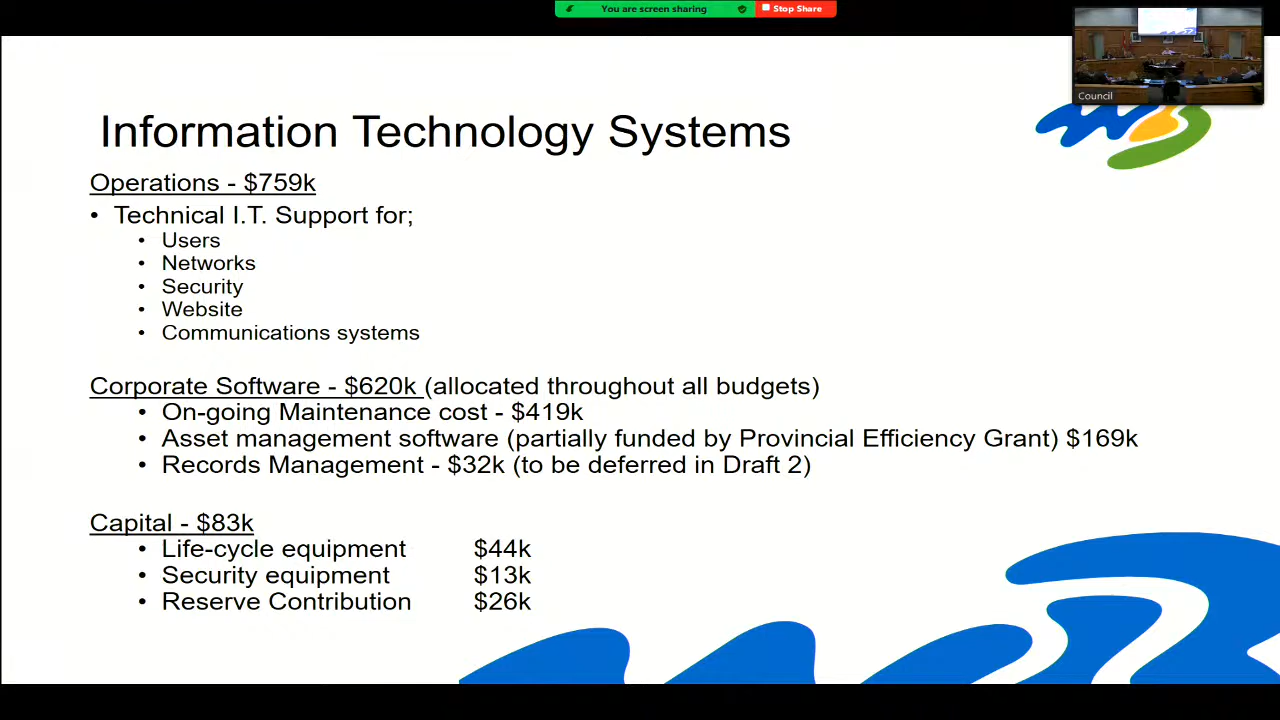 You are screen sharing
Stop Share
Council
Information Technology Systems
Operations - $759k
• Technical I.T. Support for;
• Users
• Networks
• Security
• Website
• Communications systems
Corporate Software - $620k (allocated throughout all budgets)
• On-going Maintenance cost - $419k
• Asset management software (partially funded by Provincial Efficiency Grant) $169k
• Records Management - $32k (to be deferred in Draft 2)
Capital - $83k
• Life-cycle equipment $44k
• Security equipment $13k
• Reserve Contribution $26k